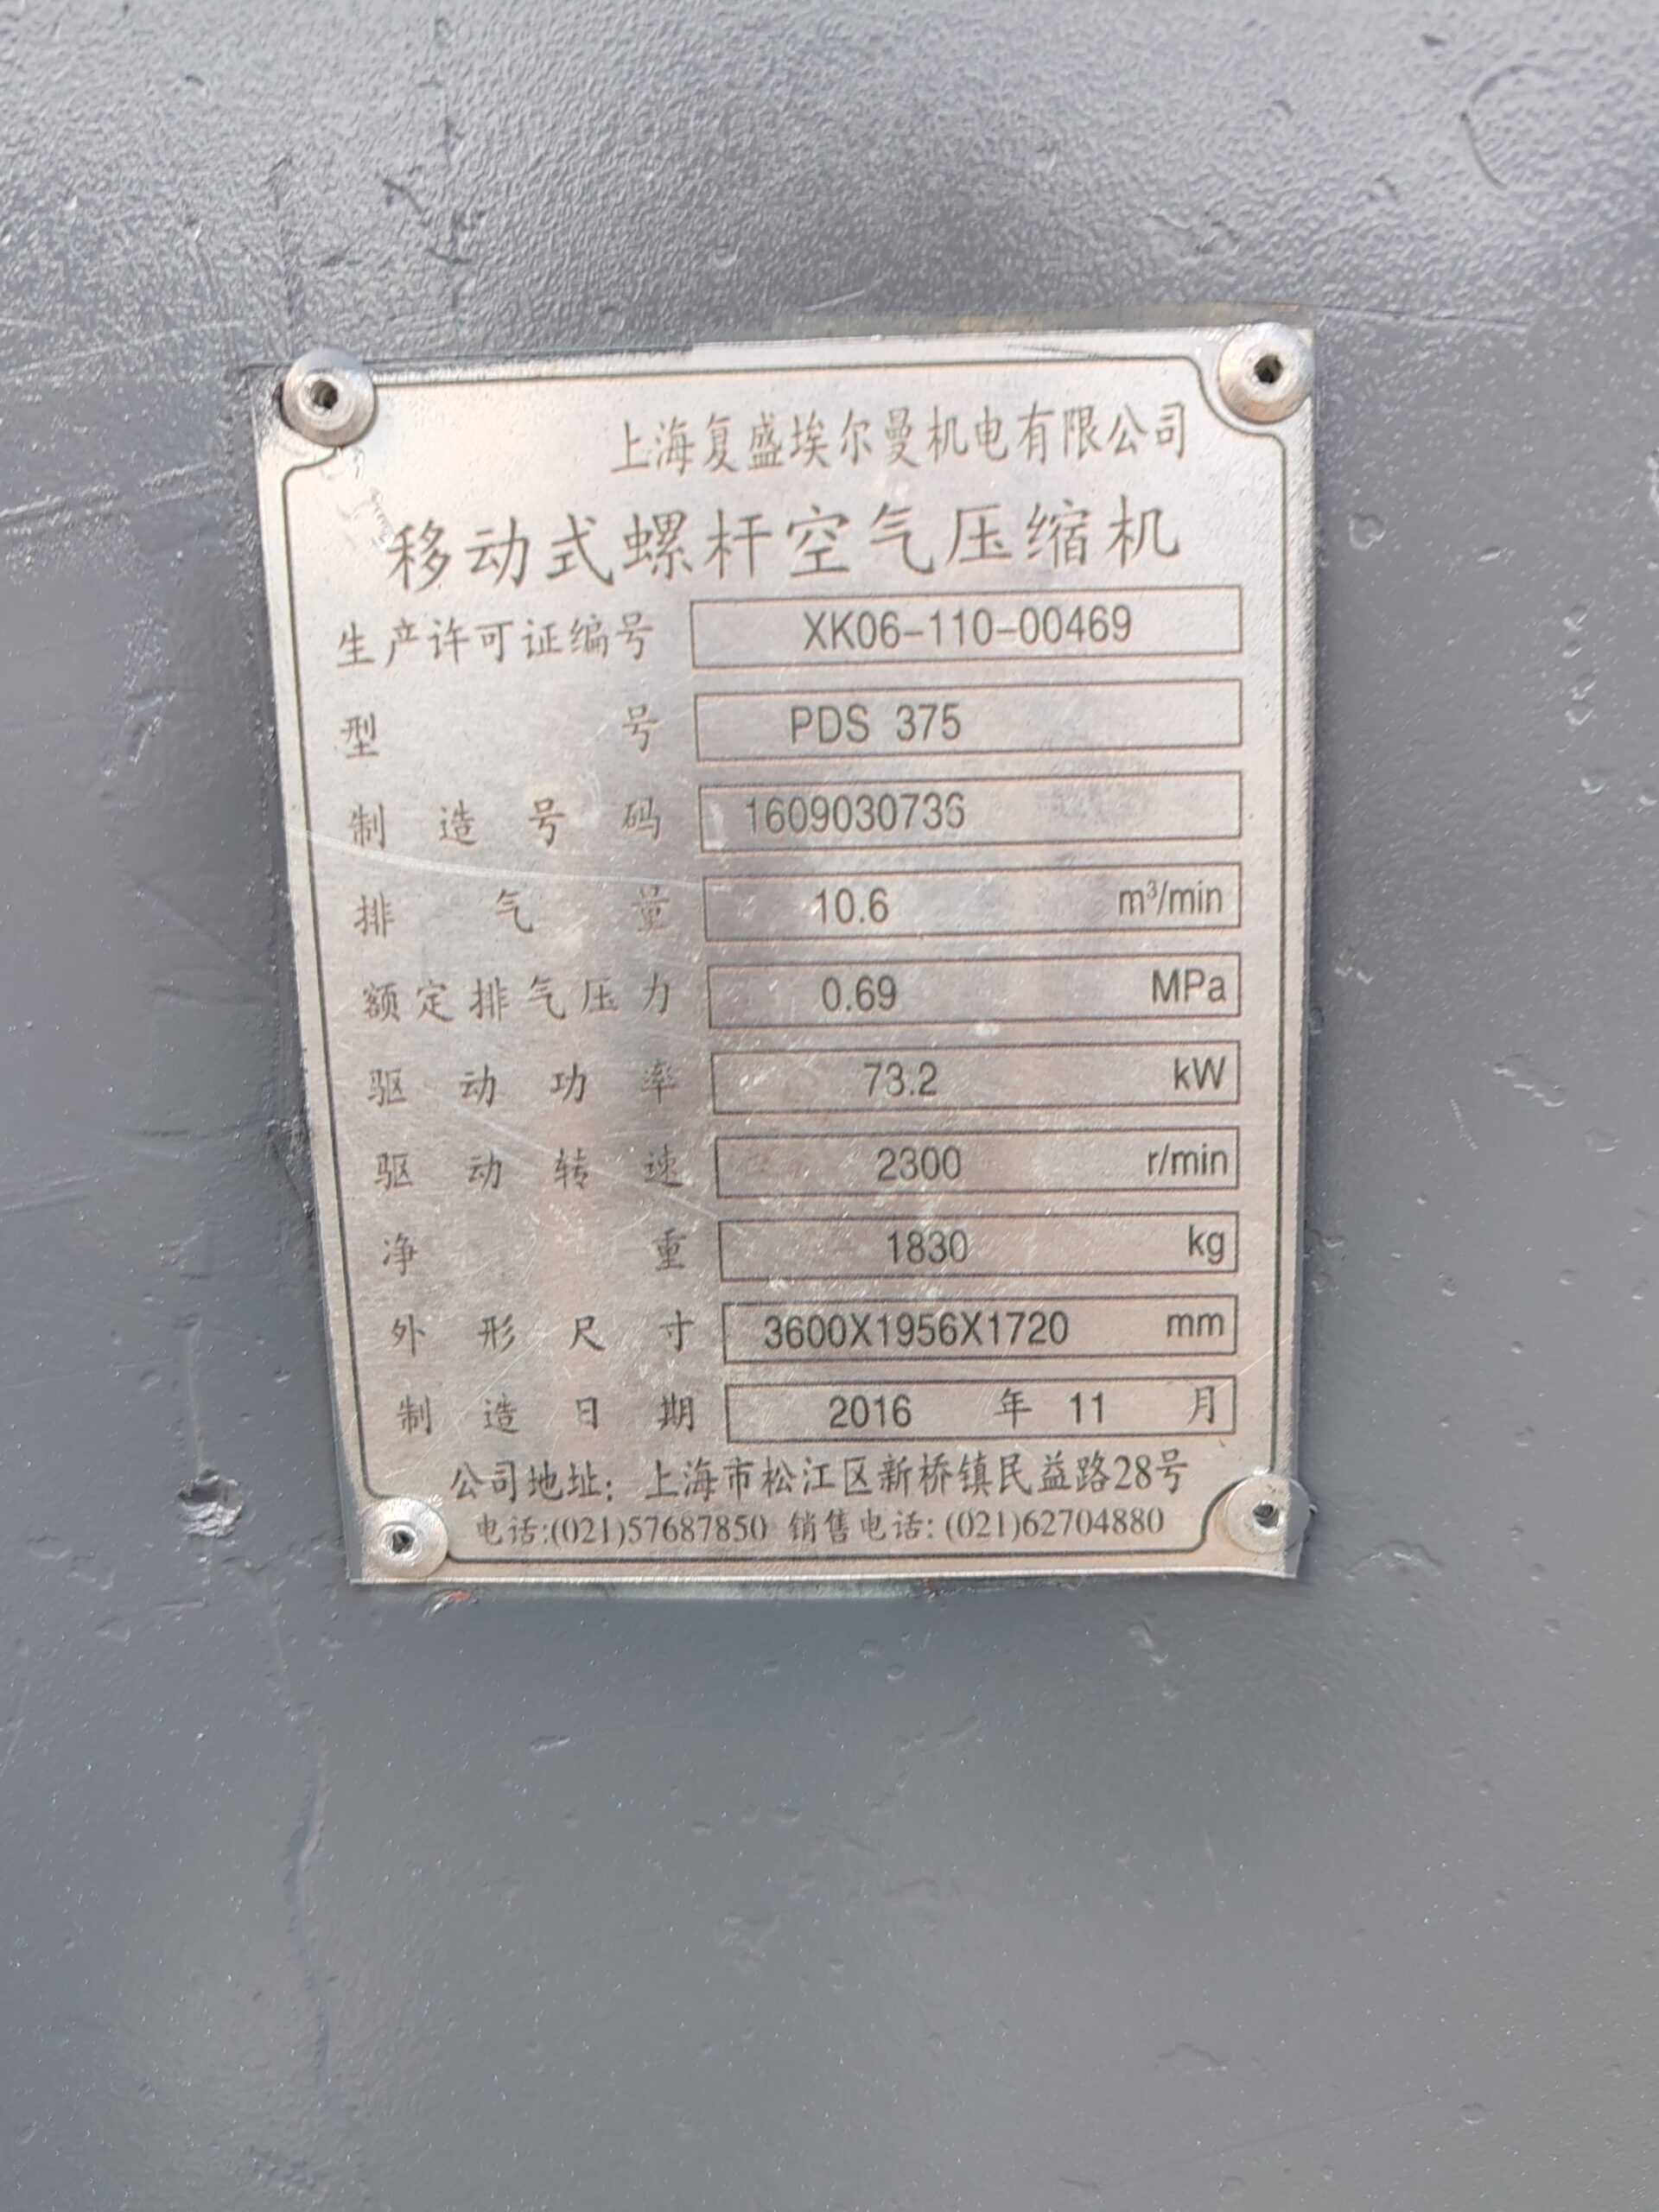 上海复盛埃尔曼机电有限公司
移动式螺杆空气压缩机
生产许可证编号 XK06-110-00469
型号 PDS 375
制造号码 1609030736
排气量 10.6 m³/min
额定排气压力 0.69 MPa
驱动功率 73.2 kW
驱动转速 2300 r/min
净重 1830 kg
外形尺寸 3600X1956X1720 mm
制造日期 2016 年 11 月
公司地址：上海市松江区新桥镇民益路28号
电话:(021)57687850 销售电话:(021)62704880